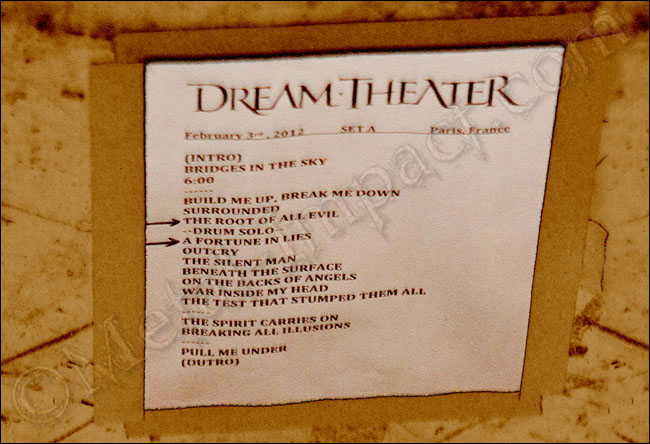 DREAM THEATER
February 3rd, 2012 SET A Paris, France
(INTRO)
BRIDGES IN THE SKY
6:00
------
BUILD ME UP, BREAK ME DOWN
SURROUNDED
THE ROOT OF ALL EVIL
--DRUM SOLO--
A FORTUNE IN LIES
OUTCRY
THE SILENT MAN
BENEATH THE SURFACE
ON THE BACKS OF ANGELS
WAR INSIDE MY HEAD
THE TEST THAT STUMPED THEM ALL
------
THE SPIRIT CARRIES ON
BREAKING ALL ILLUSIONS
------
PULL ME UNDER
(OUTRO)
© Metal Impact.com